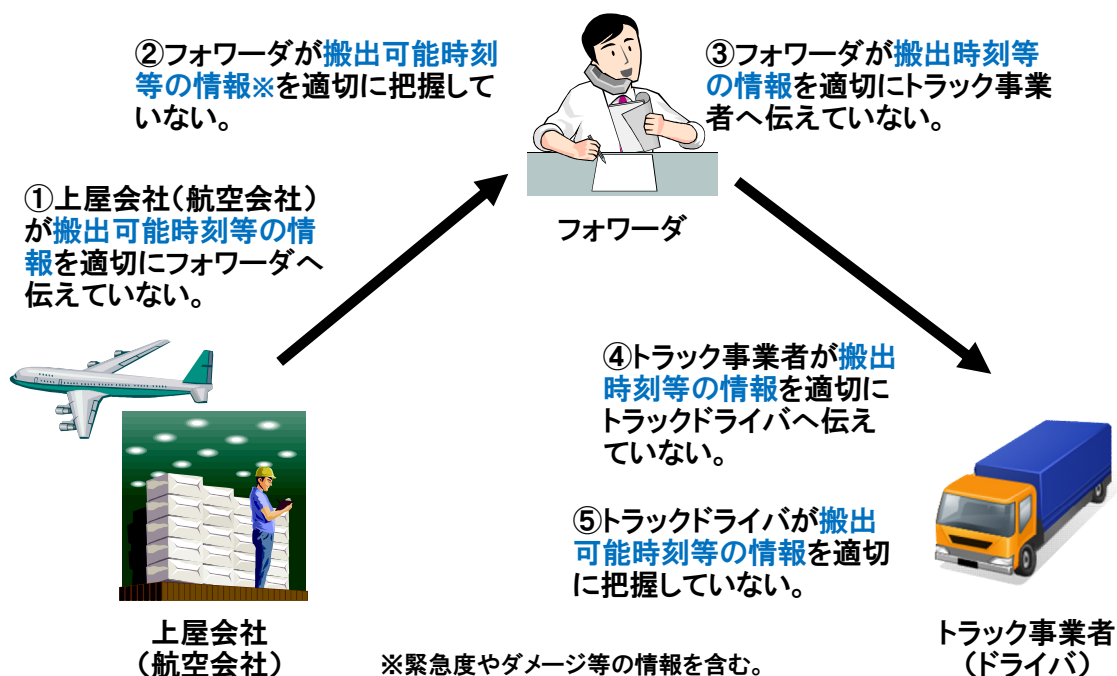 ②フォワーダが搬出可能時刻
等の情報※を適切に把握して
いない。
③フォワーダが搬出時刻等
の情報を適切にトラック事業
者へ伝えていない。
①上屋会社(航空会社)
が搬出可能時刻等の情
報を適切にフォワーダへ
伝えていない。
フォワーダ
④トラック事業者が搬出
時刻等の情報を適切に
トラックドライバへ伝え
ていない。
⑤トラックドライバが搬出
可能時刻等の情報を適切
に把握していない。
上屋会社
(航空会社)
※緊急度やダメージ等の情報を含む。
トラック事業者
(ドライバ)